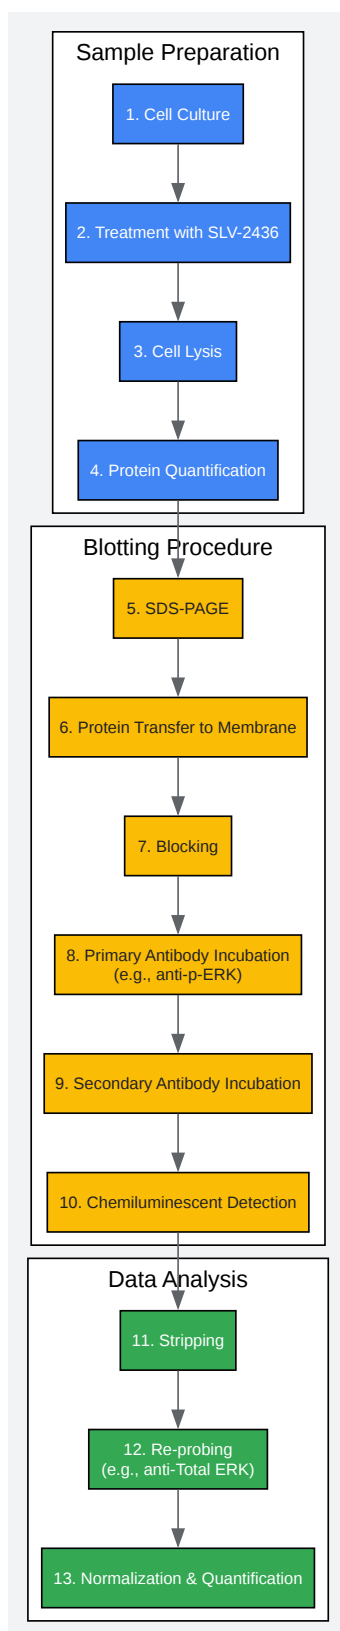 Sample Preparation
1. Cell Culture
2. Treatment with SLV-2436
3. Cell Lysis
4. Protein Quantification
Blotting Procedure
5. SDS-PAGE
6. Protein Transfer to Membrane
7. Blocking
8. Primary Antibody Incubation
(e.g., anti-p-ERK)
9. Secondary Antibody Incubation
10. Chemiluminescent Detection
Data Analysis
11. Stripping
12. Re-probing
(e.g., anti-Total ERK)
13. Normalization & Quantification